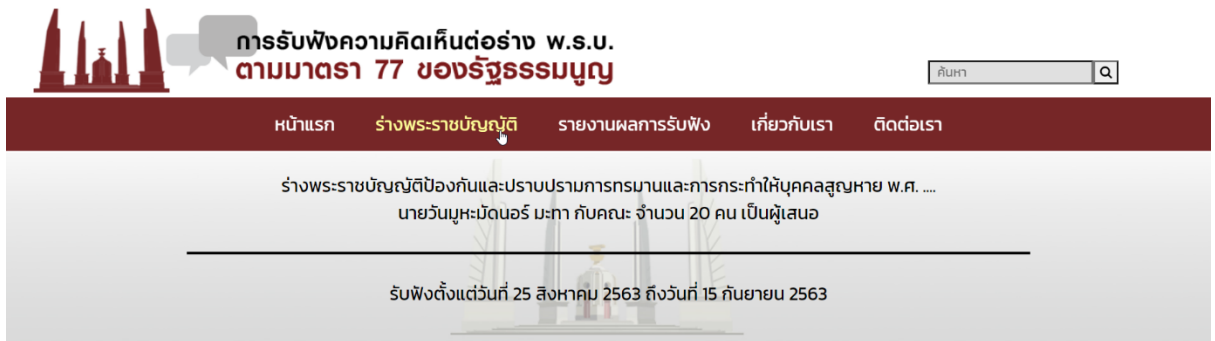 การรับฟังความคิดเห็นต่อร่าง พ.ร.บ.
ตามมาตรา 77 ของรัฐธรรมนูญ
ค้นหา
หน้าแรก ร่างพระราชบัญญัติ รายงานผลการรับฟัง เกี่ยวกับเรา ติดต่อเรา
ร่างพระราชบัญญัติป้องกันและปราบปรามการทรมานและการกระทำให้บุคคลสูญหาย พ.ศ. ....
นายวันมูหะมัดนอร์ มะทา กับคณะ จำนวน 20 คน เป็นผู้เสนอ
รับฟังตั้งแต่วันที่ 25 สิงหาคม 2563 ถึงวันที่ 15 กันยายน 2563